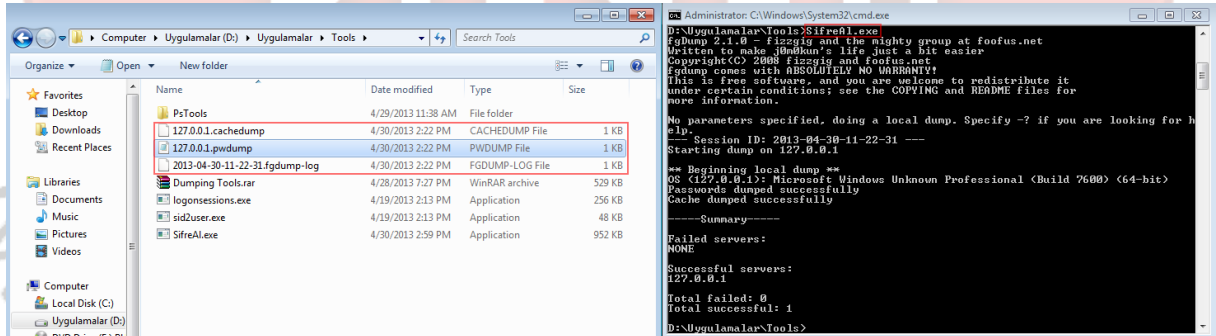 Computer ▸ Uygulamalar (D:) ▸ Uygulamalar ▸ Tools ▸
Search Tools
Organize ▾ Open ▾ New folder
Favorites
Desktop
Downloads
Recent Places
Libraries
Documents
Music
Pictures
Videos
Computer
Local Disk (C:)
Uygulamalar (D:)
Name Date modified Type Size
PsTools 4/29/2013 11:38 AM File folder
127.0.0.1.cachedump 4/30/2013 2:22 PM CACHEDUMP File 1 KB
127.0.0.1.pwdump 4/30/2013 2:22 PM PWDUMP File 1 KB
2013-04-30-11-22-31.fgdump-log 4/30/2013 2:22 PM FGDUMP-LOG File 1 KB
Dumping Tools.rar 4/28/2013 7:27 PM WinRAR archive 529 KB
logonsessions.exe 4/19/2013 2:13 PM Application 256 KB
sid2user.exe 4/19/2013 2:13 PM Application 48 KB
SifreAl.exe 4/30/2013 2:59 PM Application 952 KB
Administrator: C:\Windows\System32\cmd.exe
D:\Uygulamalar\Tools>SifreAl.exe
fgDump 2.1.0 - fizzgig and the mighty group at foofus.net
Written to make j0m0kun's life just a bit easier
Copyright(C) 2008 fizzgig and foofus.net
fgdump comes with ABSOLUTELY NO WARRANTY!
This is free software, and you are welcome to redistribute it
under certain conditions; see the COPYING and README files for
more information.
No parameters specified, doing a local dump. Specify -? if you are looking for h
elp.
--- Session ID: 2013-04-30-11-22-31 ---
Starting dump on 127.0.0.1
** Beginning local dump **
OS (127.0.0.1): Microsoft Windows Unknown Professional (Build 7600) (64-bit)
Passwords dumped successfully
Cache dumped successfully
-----Summary-----
Failed servers:
NONE
Successful servers:
127.0.0.1
Total failed: 0
Total successful: 1
D:\Uygulamalar\Tools>